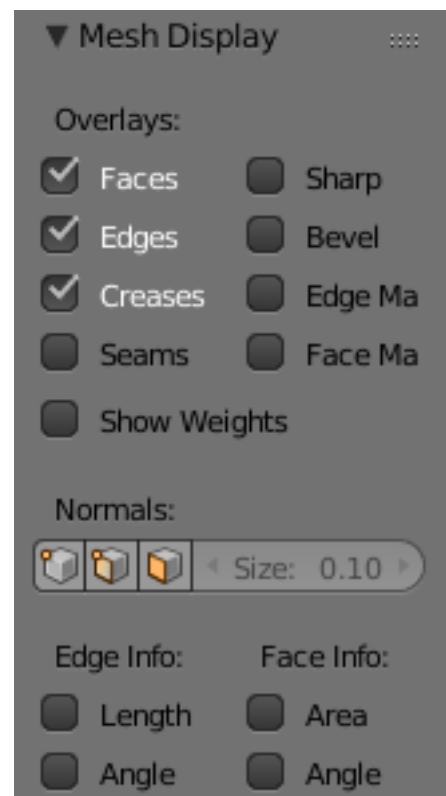 Mesh Display
Overlays:
Faces Sharp
Edges Bevel
Creases Edge Ma
Seams Face Ma
Show Weights
Normals:
Size: 0.10
Edge Info: Face Info:
Length Area
Angle Angle